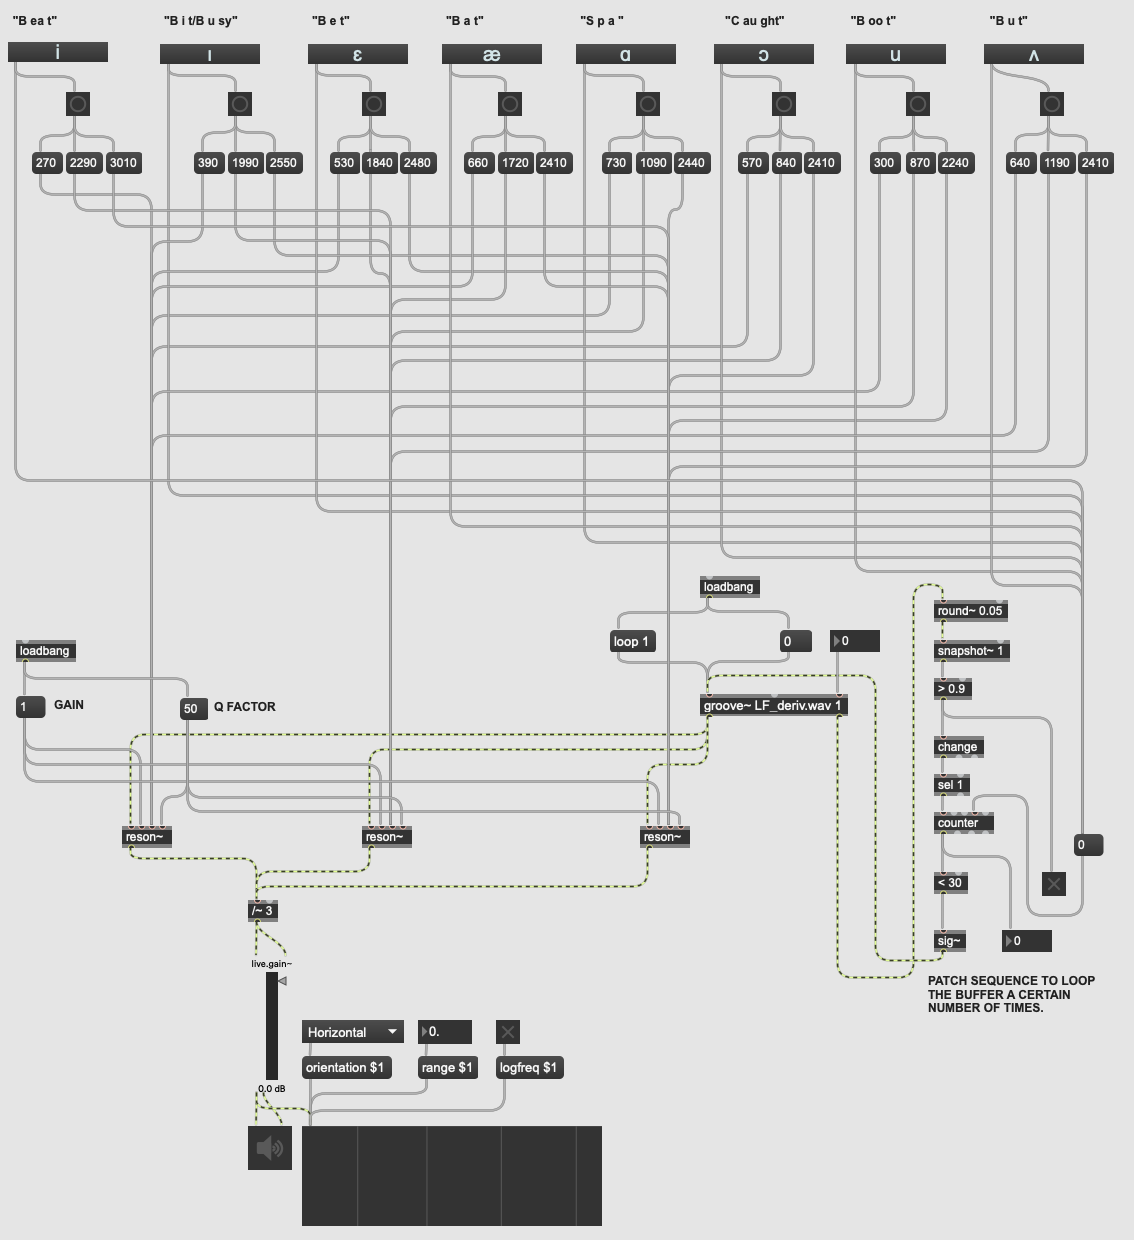 "B ea t" "B i t/B u sy" "B e t" "B a t" "S p a " "C au ght" "B oo t" "B u t"
i ɪ ɛ æ ɑ ɔ u ʌ
270 2290 3010 390 1990 2550 530 1840 2480 660 1720 2410 730 1090 2440 570 840 2410 300 870 2240 640 1190 2410
loadbang
round~ 0.05
loop 1 0 0
loadbang snapshot~ 1
> 0.9
1 GAIN 50 Q FACTOR groove~ LF_deriv.wav 1
change
sel 1
counter
reson~ reson~ reson~ 0
< 30
/~ 3
sig~ 0
live.gain~
PATCH SEQUENCE TO LOOP
THE BUFFER A CERTAIN
NUMBER OF TIMES.
Horizontal 0.
orientation $1 range $1 logfreq $1
0.0 dB